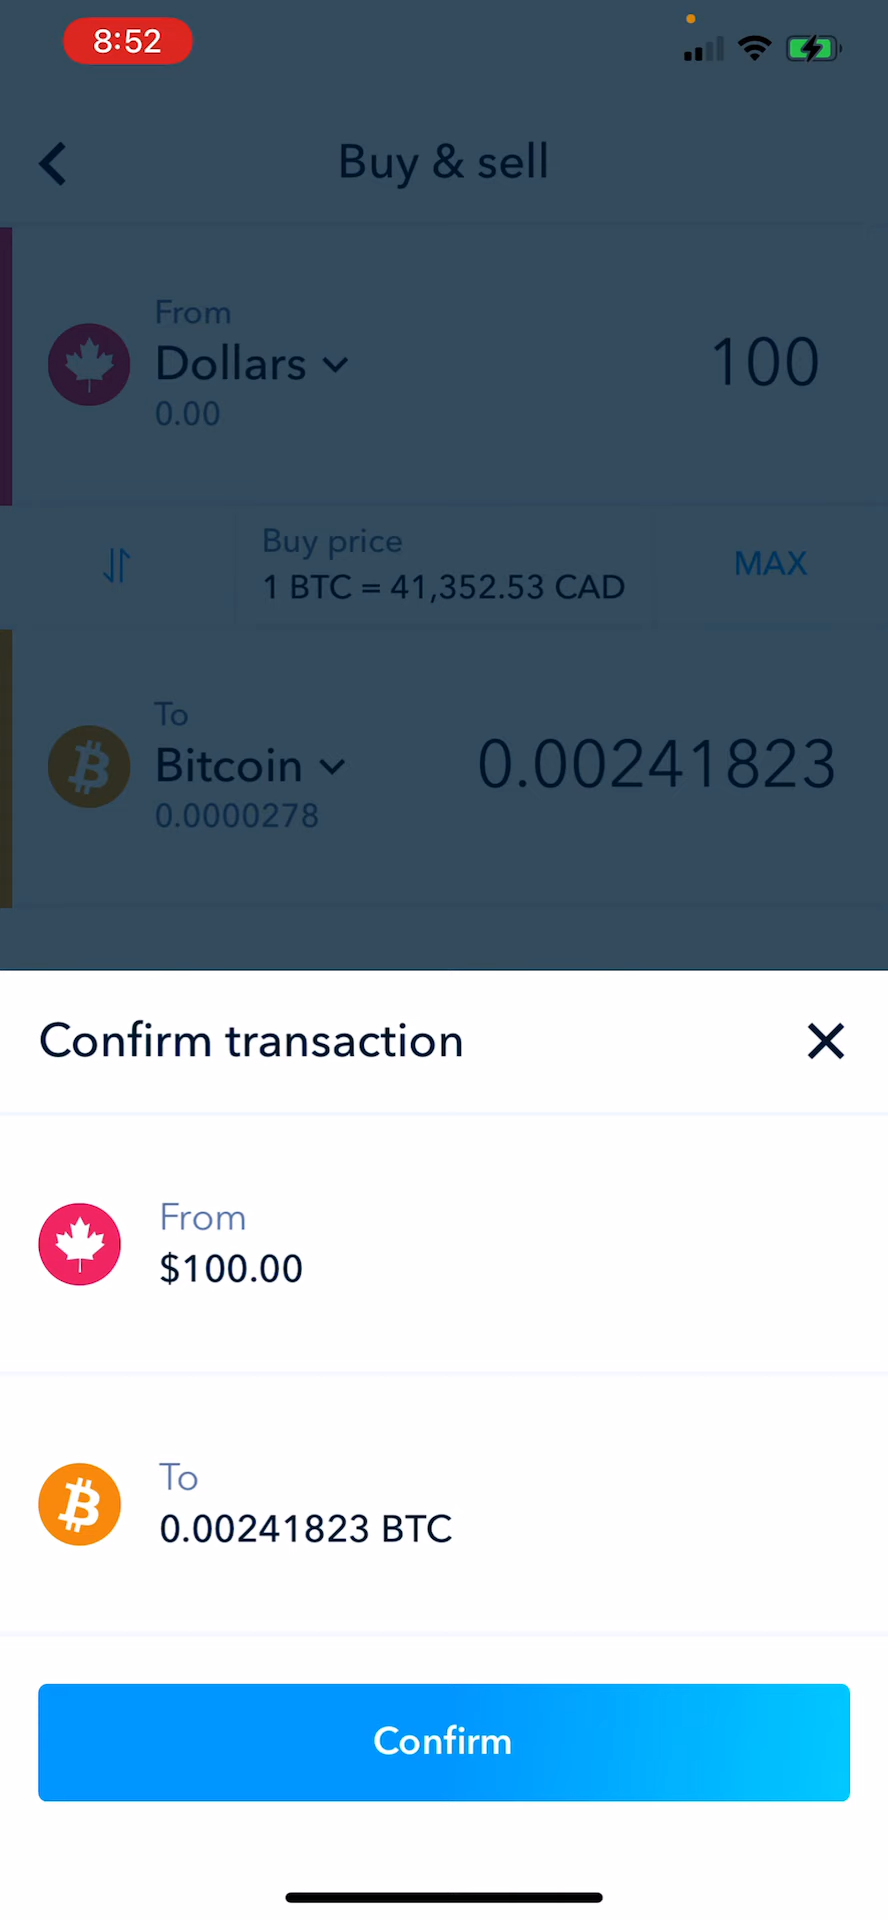 8:52
Buy & sell
From
Dollars
0.00
100
Buy price
1 BTC = 41,352.53 CAD
MAX
To
Bitcoin
0.0000278
0.00241823
Confirm transaction
From
$100.00
To
0.00241823 BTC
Confirm